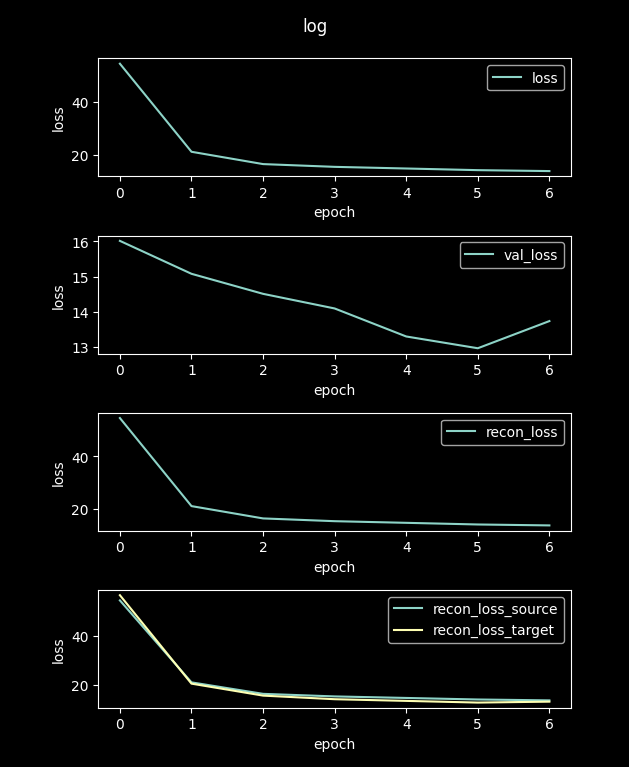 log
loss
40
20
loss
0 1 2 3 4 5 6
epoch
val_loss
16
15
14
13
loss
0 1 2 3 4 5 6
epoch
recon_loss
40
20
loss
0 1 2 3 4 5 6
epoch
recon_loss_source
recon_loss_target
40
20
loss
0 1 2 3 4 5 6
epoch